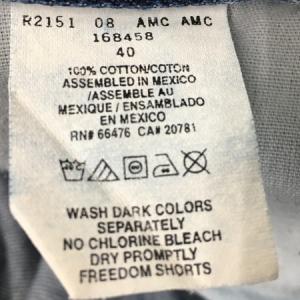 R2151 08 AMC AMC
168458
40
100% COTTON/COTON
ASSEMBLED IN MEXICO
/ASSEMBLE AU
MEXIQUE / ENSAMBLADO
EN MEXICO
RN# 66476 CA# 20781
WASH DARK COLORS
SEPARATELY
NO CHLORINE BLEACH
DRY PROMPTLY
FREEDOM SHORTS